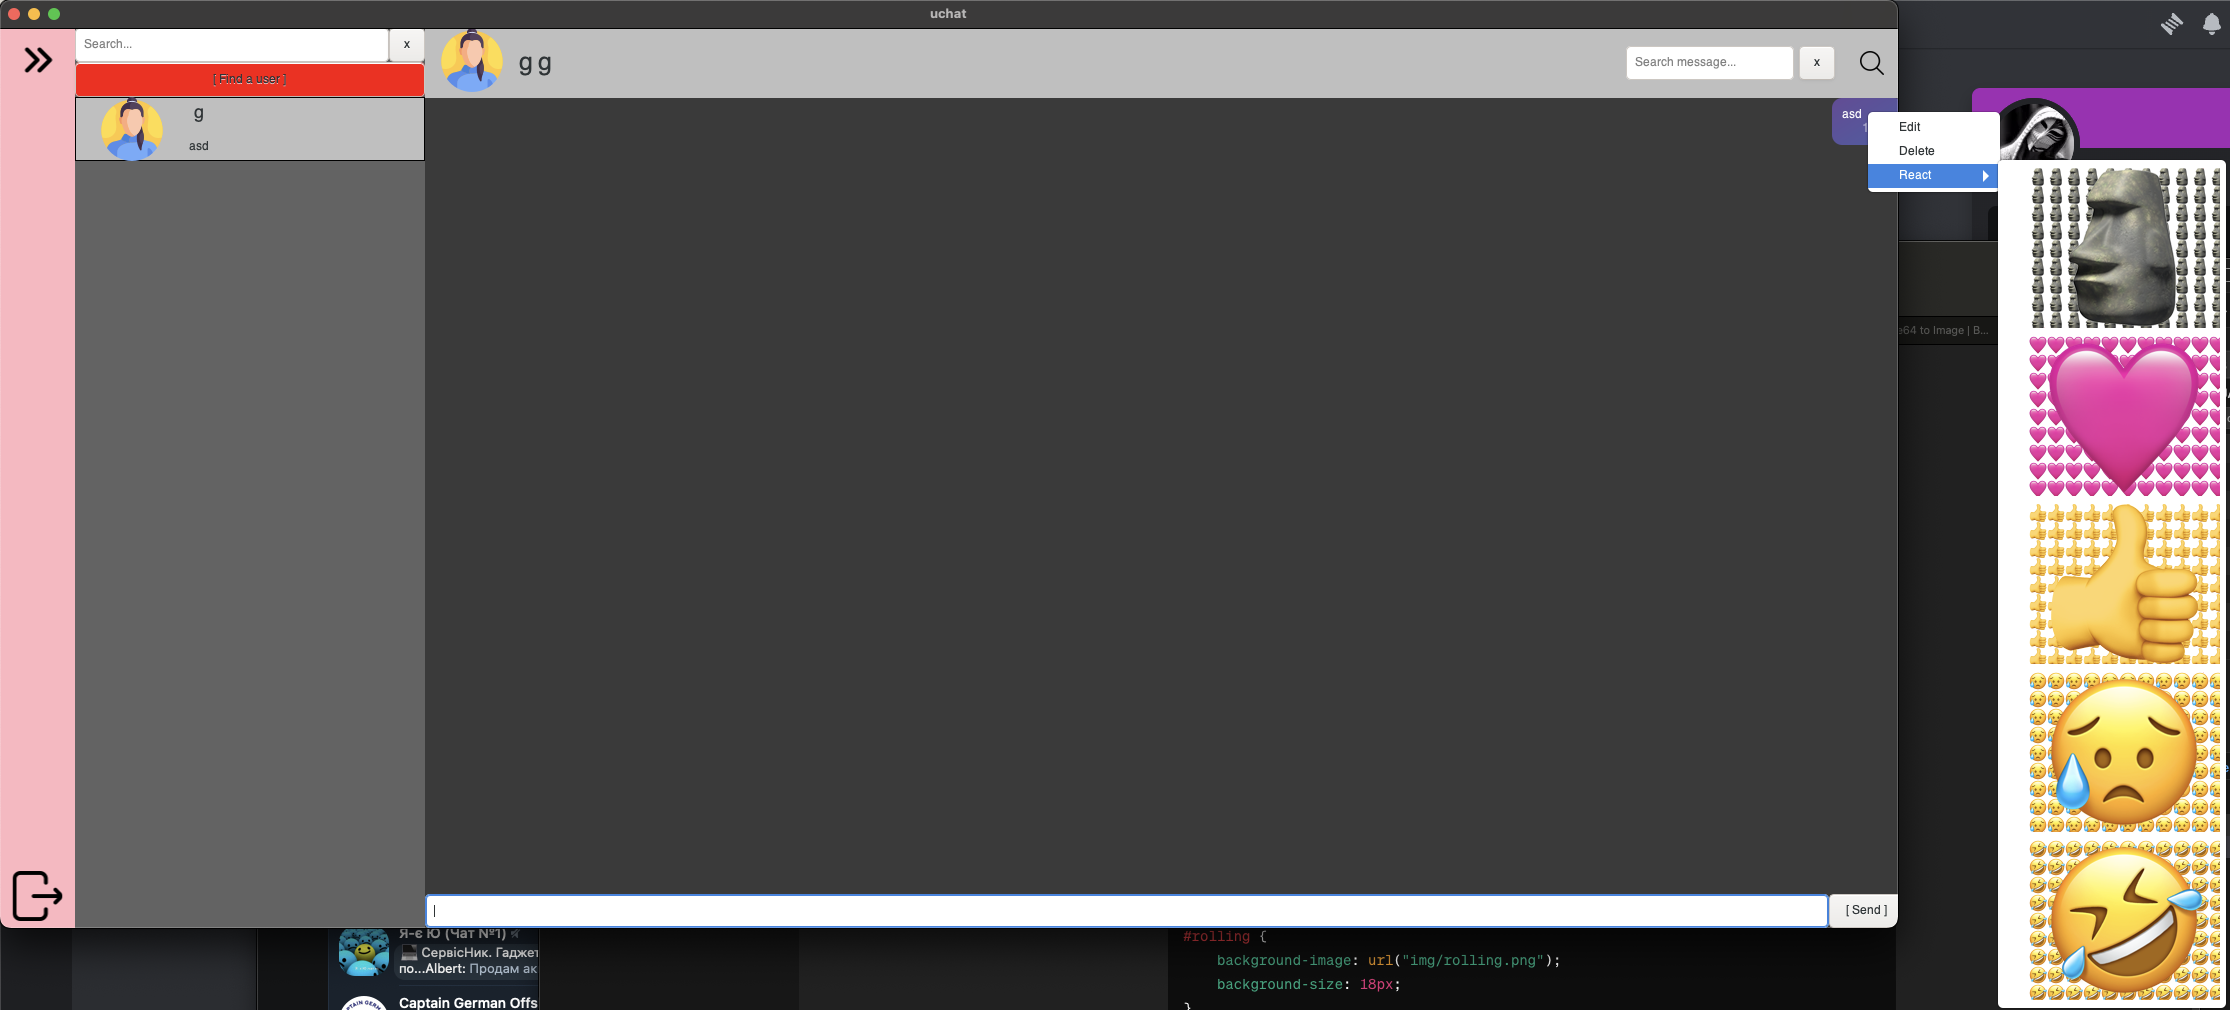 uchat
Search...
x
[ Find a user ]
g
asd
g g
Search message...
x
asd
Edit
Delete
React
e64 to Image | B...
[ Send ]
Я-є Ю (Чат №1)
СервісНик. Гаджет
по...Albert: Продам ак
Captain German Offs
#rolling {
background-image: url("img/rolling.png");
background-size: 18px;
}